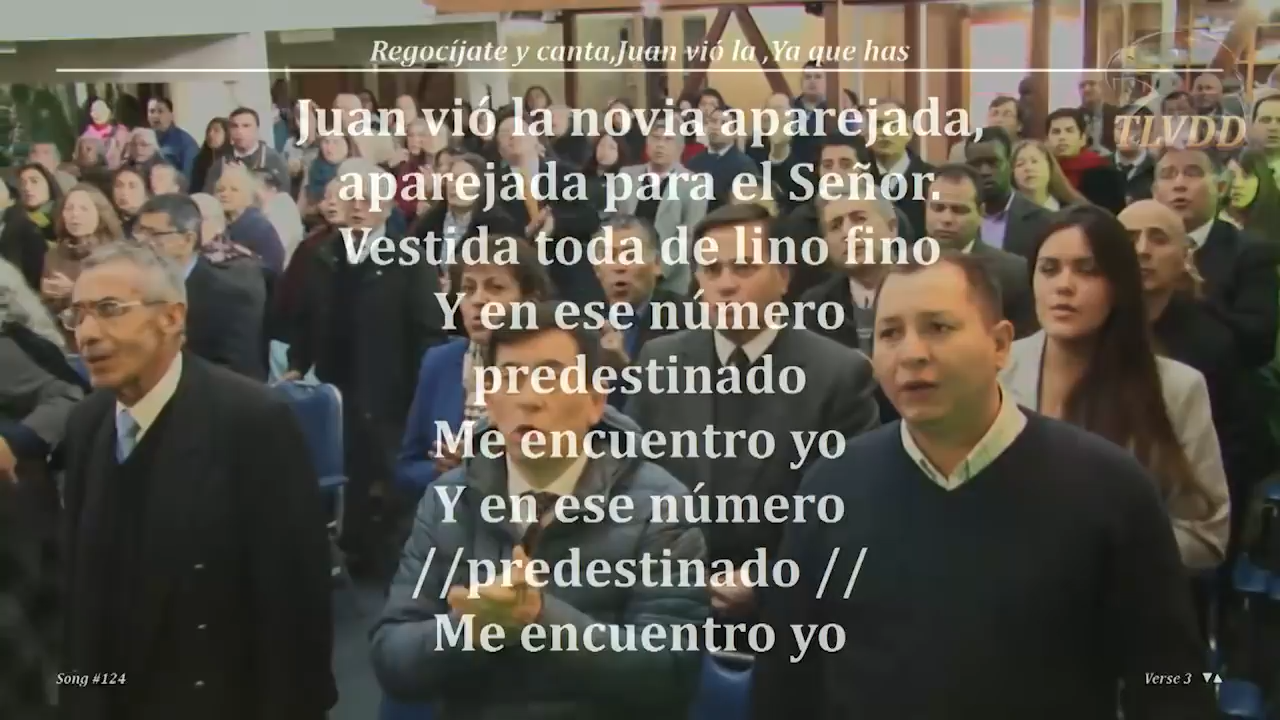 Regocíjate y canta,Juan vió la ,Ya que has
TLVDD
Juan vió la novia aparejada,
aparejada para el Señor.
Vestida toda de lino fino
Y en ese número
predestinado
Me encuentro yo
Y en ese número
//predestinado //
Me encuentro yo
Song #124
Verse 3 ▼▲